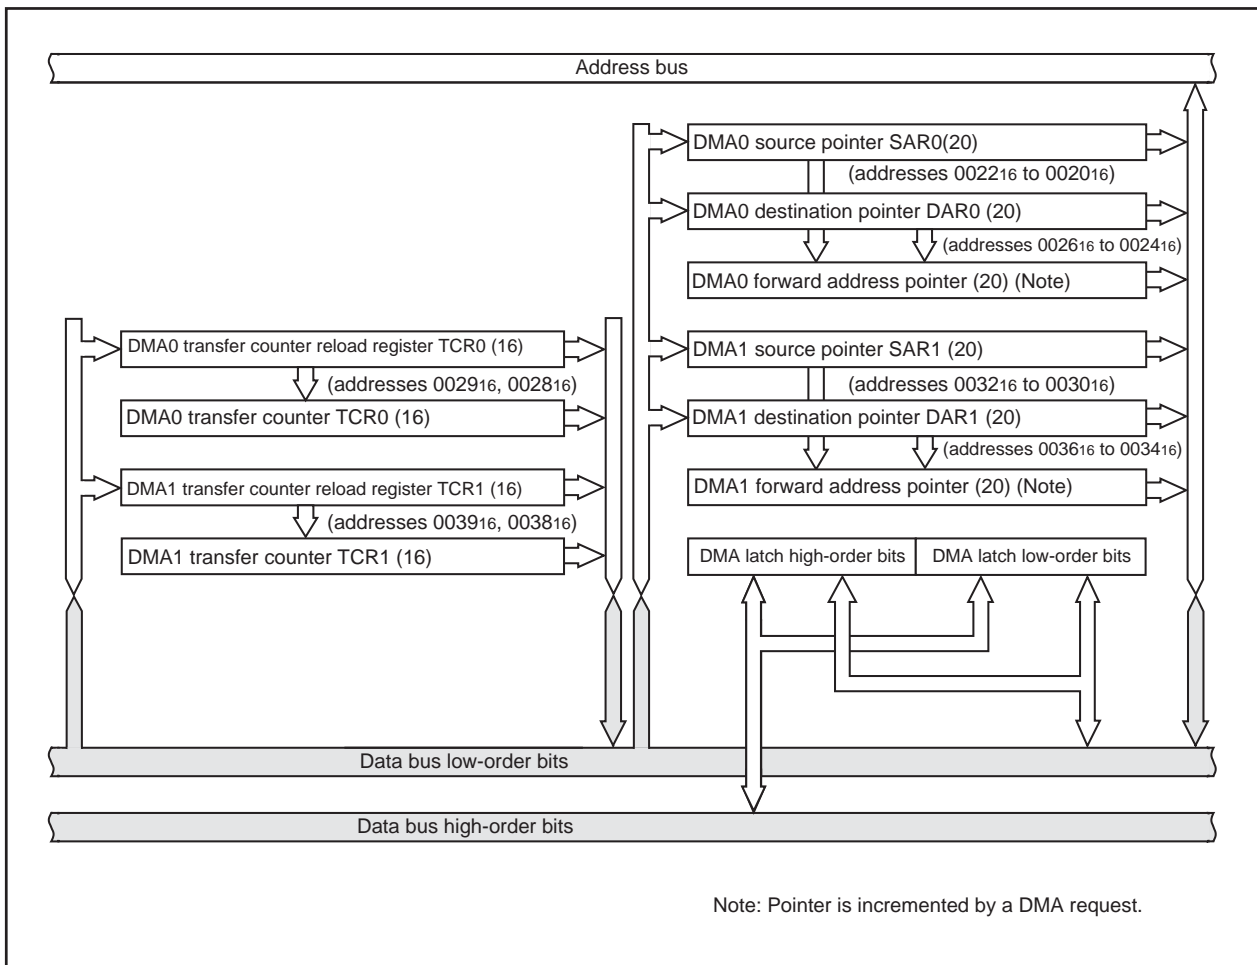 Address bus
DMA0 source pointer SAR0(20)
(addresses 002216 to 002016)
DMA0 destination pointer DAR0 (20)
(addresses 002616 to 002416)
DMA0 forward address pointer (20) (Note)
DMA0 transfer counter reload register TCR0 (16)
(addresses 002916, 002816)
DMA0 transfer counter TCR0 (16)
DMA1 transfer counter reload register TCR1 (16)
(addresses 003916, 003816)
DMA1 transfer counter TCR1 (16)
DMA1 source pointer SAR1 (20)
(addresses 003216 to 003016)
DMA1 destination pointer DAR1 (20)
(addresses 003616 to 003416)
DMA1 forward address pointer (20) (Note)
DMA latch high-order bits
DMA latch low-order bits
Data bus low-order bits
Data bus high-order bits
Note: Pointer is incremented by a DMA request.